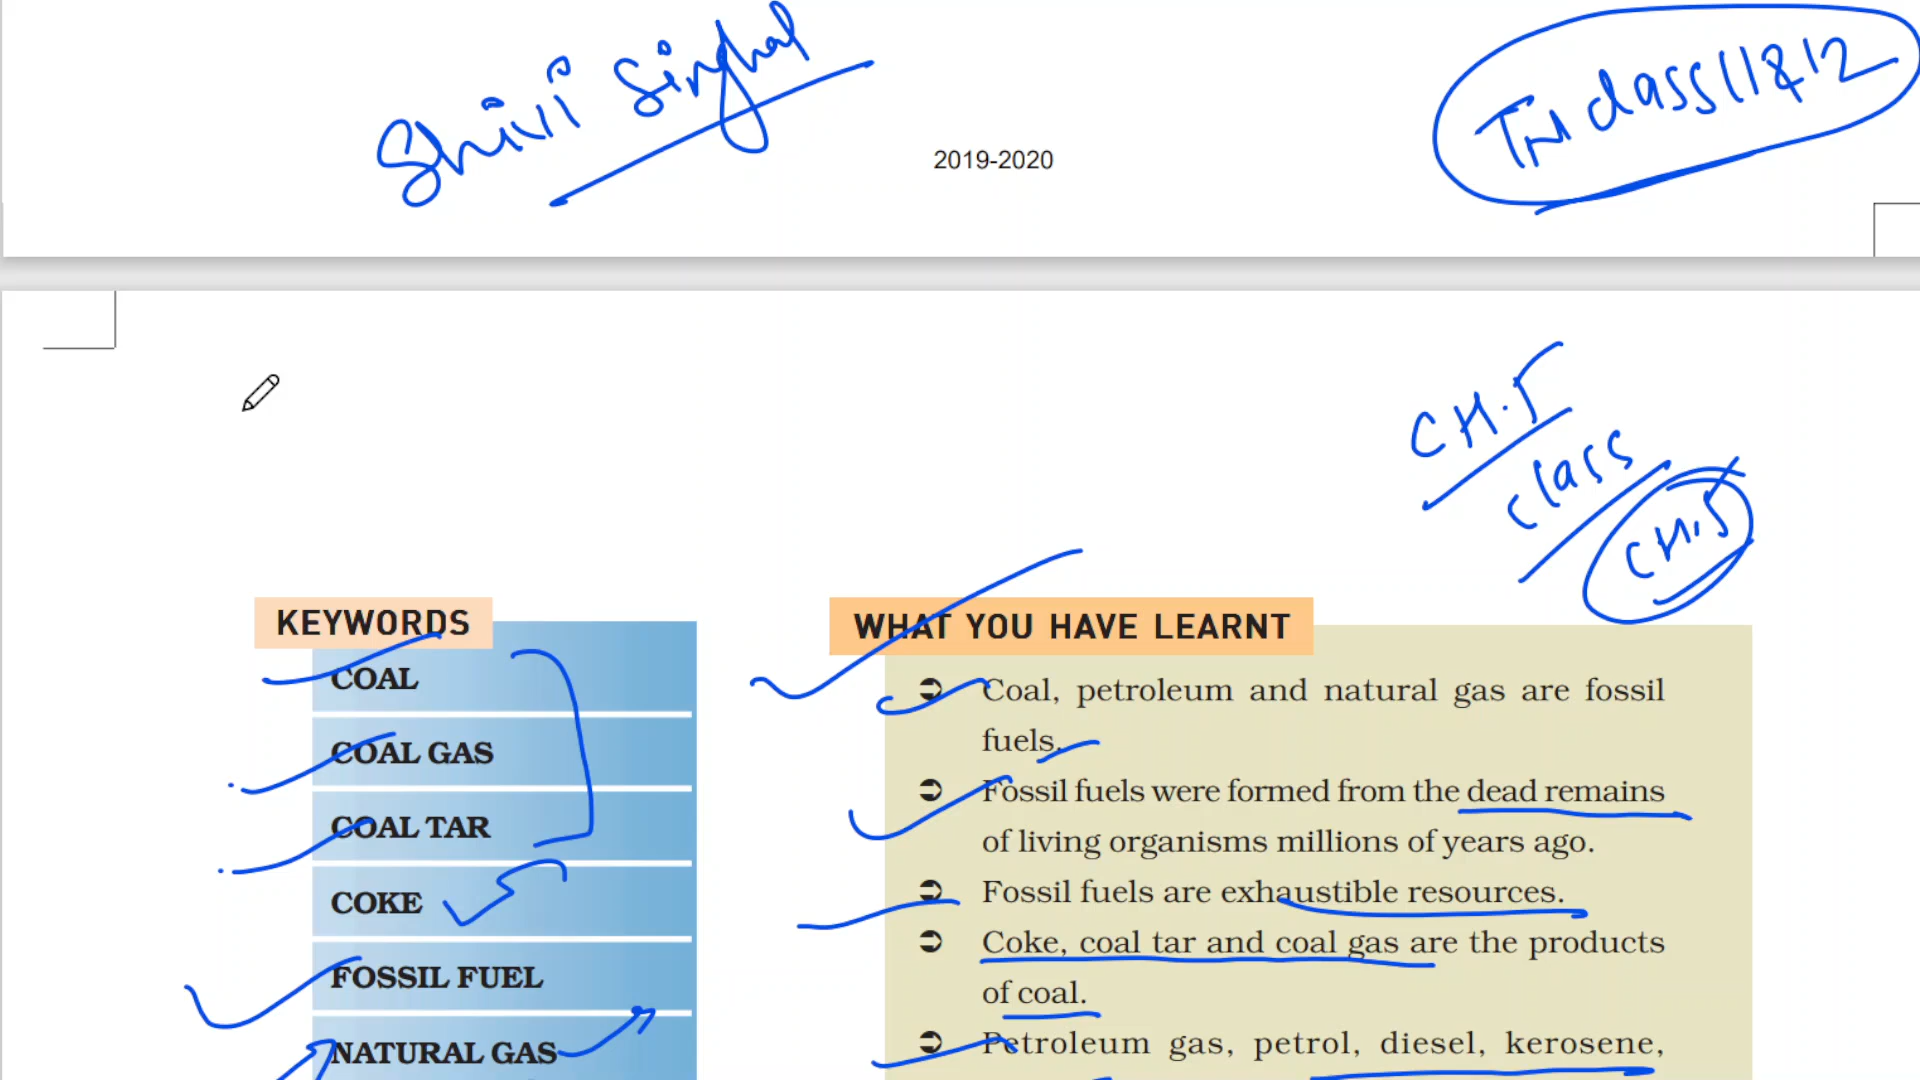 Shivii Singhal
In class 11 & 12
2019-2020
CH.5
class
CH.5
KEYWORDS
COAL
COAL GAS
COAL TAR
COKE
FOSSIL FUEL
NATURAL GAS
WHAT YOU HAVE LEARNT
Coal, petroleum and natural gas are fossil
fuels.
Fossil fuels were formed from the dead remains
of living organisms millions of years ago.
Fossil fuels are exhaustible resources.
Coke, coal tar and coal gas are the products
of coal.
Petroleum gas, petrol, diesel, kerosene,